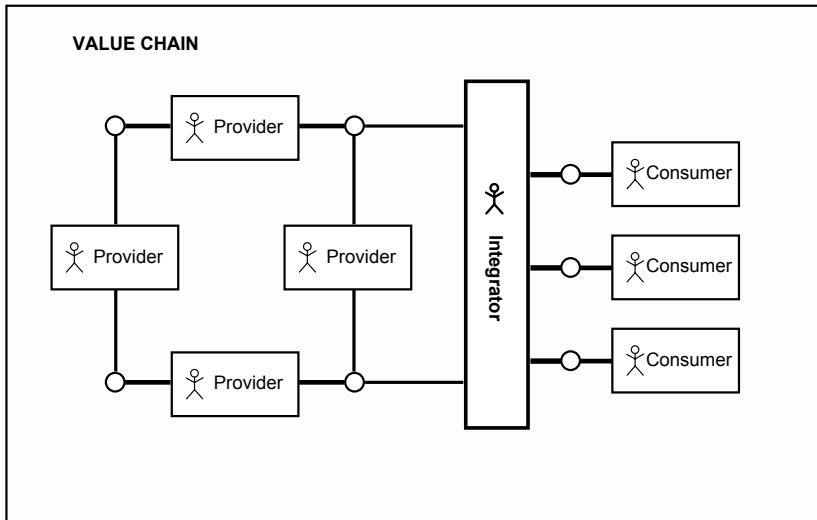 VALUE CHAIN
Provider
Provider
Provider
Provider
Integrator
Consumer
Consumer
Consumer